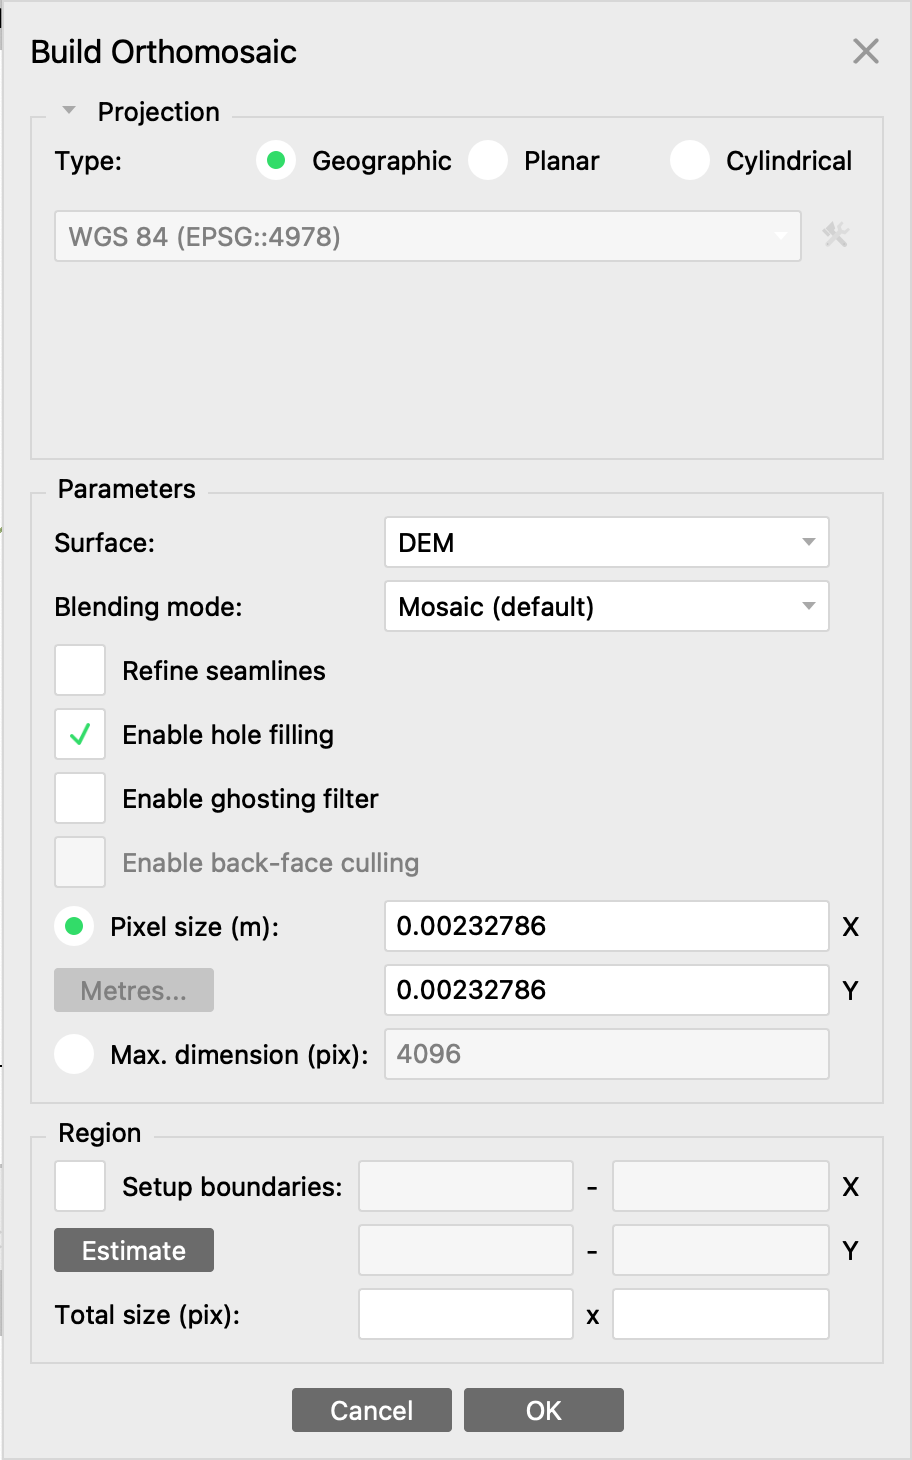 Build Orthomosaic
Projection
Type: Geographic Planar Cylindrical
WGS 84 (EPSG::4978)
Parameters
Surface: DEM
Blending mode: Mosaic (default)
Refine seamlines
Enable hole filling
Enable ghosting filter
Enable back-face culling
Pixel size (m): 0.00232786 X
Metres... 0.00232786 Y
Max. dimension (pix): 4096
Region
Setup boundaries: - X
Estimate - Y
Total size (pix): x
Cancel OK